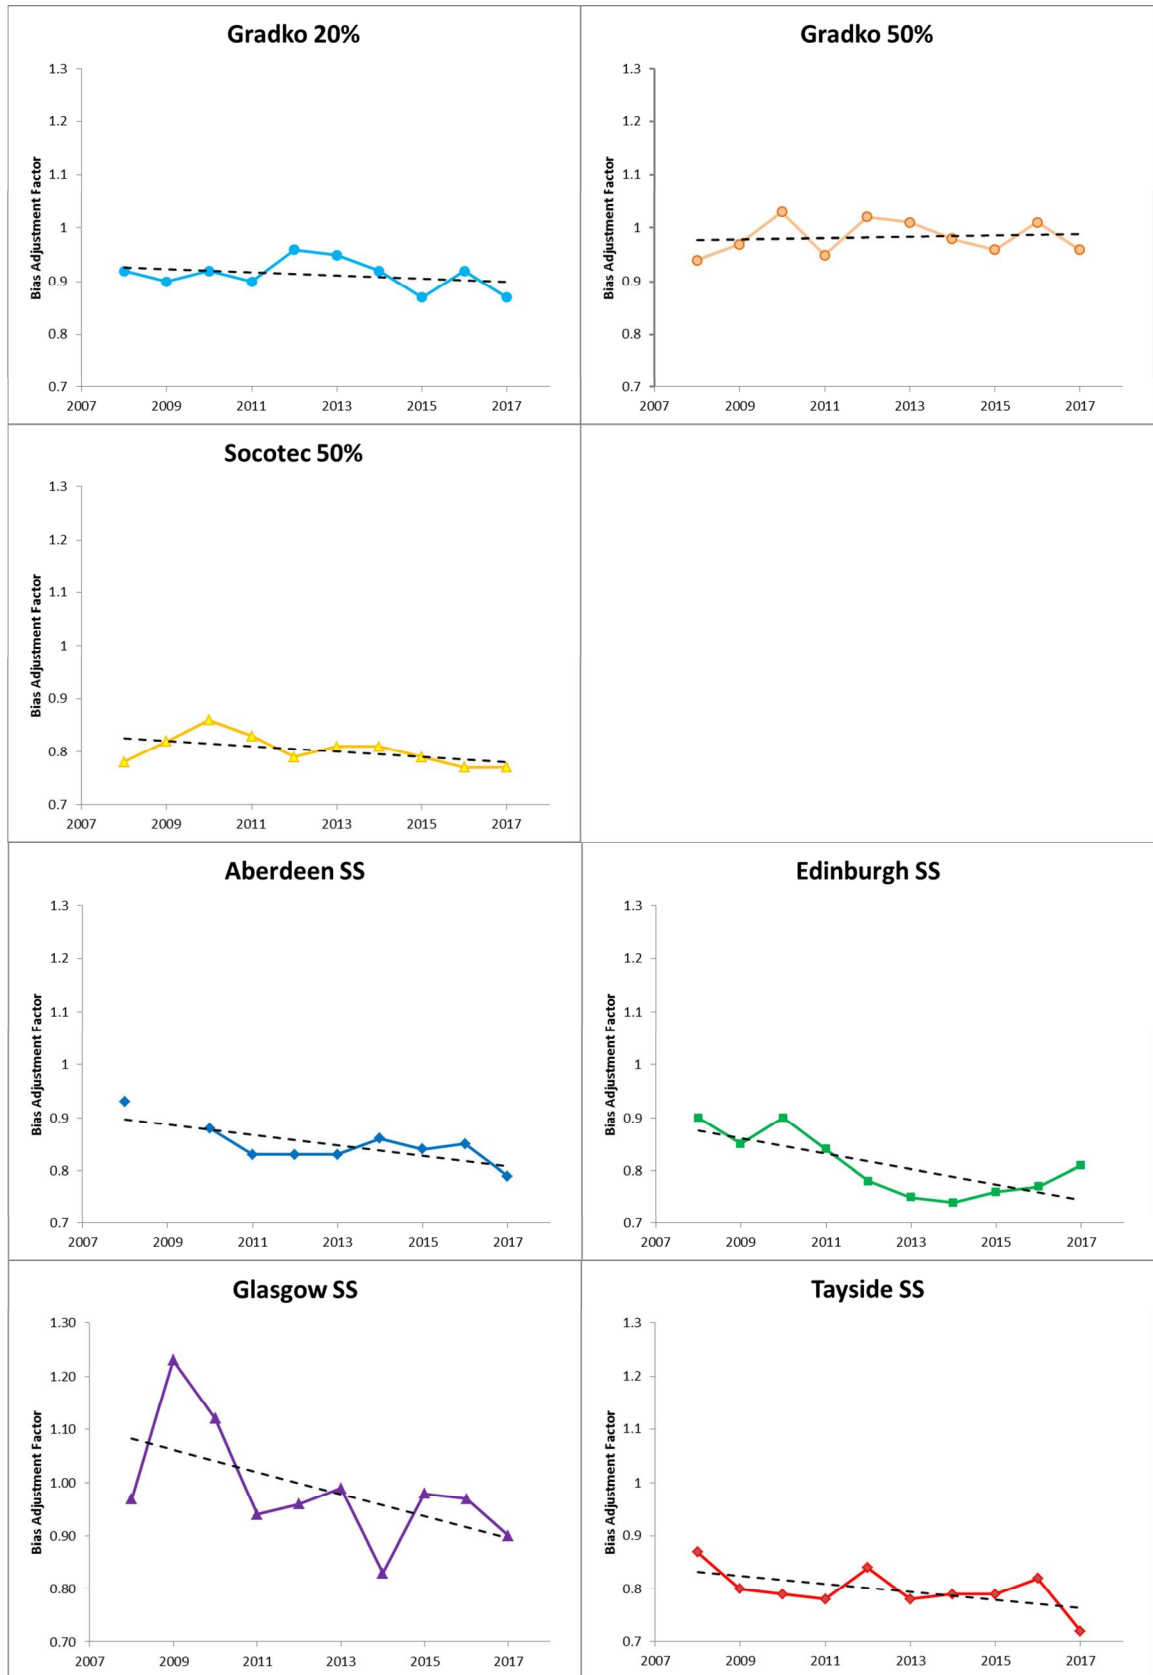 Gradko 20%
Bias Adjustment Factor
1.3
1.2
1.1
1
0.9
0.8
0.7
2007 2009 2011 2013 2015 2017
Gradko 50%
Bias Adjustment Factor
1.3
1.2
1.1
1
0.9
0.8
0.7
2007 2009 2011 2013 2015 2017
Socotec 50%
Bias Adjustment Factor
1.3
1.2
1.1
1
0.9
0.8
0.7
2007 2009 2011 2013 2015 2017
Aberdeen SS
Bias Adjustment Factor
1.3
1.2
1.1
1
0.9
0.8
0.7
2007 2009 2011 2013 2015 2017
Edinburgh SS
Bias Adjustment Factor
1.3
1.2
1.1
1
0.9
0.8
0.7
2007 2009 2011 2013 2015 2017
Glasgow SS
Bias Adjustment Factor
1.30
1.20
1.10
1.00
0.90
0.80
0.70
2007 2009 2011 2013 2015 2017
Tayside SS
Bias Adjustment Factor
1.3
1.2
1.1
1
0.9
0.8
0.7
2007 2009 2011 2013 2015 2017